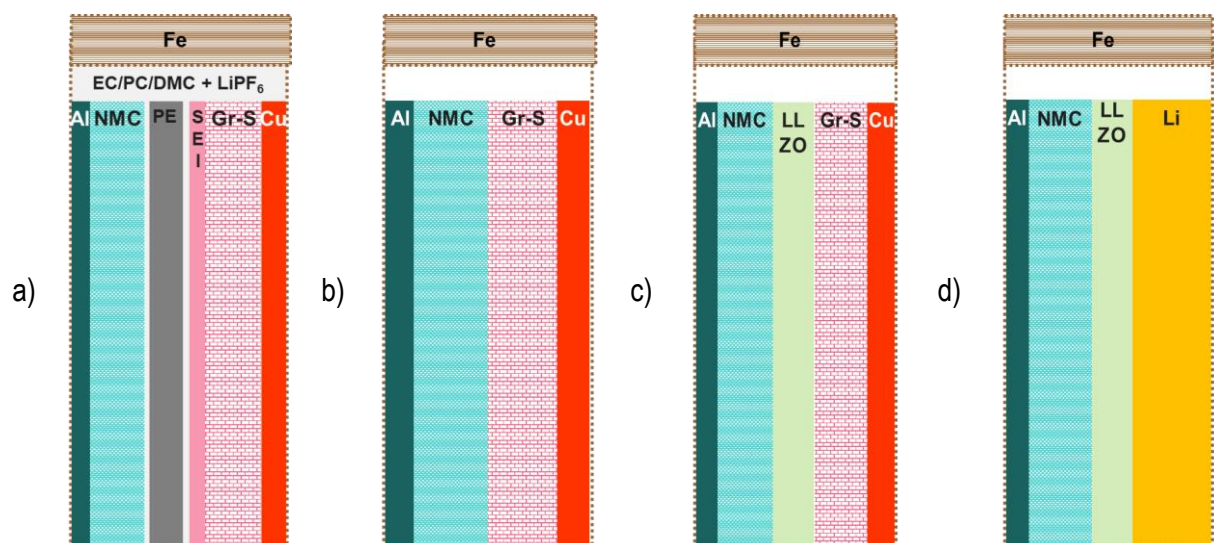 a)
Fe
EC/PC/DMC + LiPF₆
Al NMC PE S E I Gr-S Cu
b)
Fe
Al NMC Gr-S Cu
c)
Fe
Al NMC LL ZO Gr-S Cu
d)
Fe
Al NMC LL ZO Li